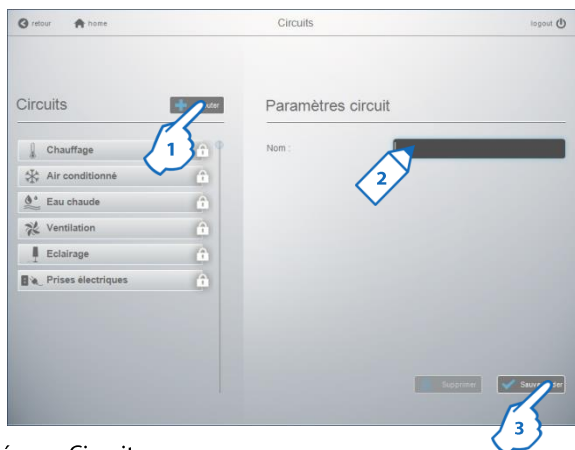 retour home Circuits logout
Circuits
Paramètres circuit
1
Chauffage
Nom :
Air conditionné
2
Eau chaude
Ventilation
Eclairage
Prises électriques
Supprimer
3
Circuit